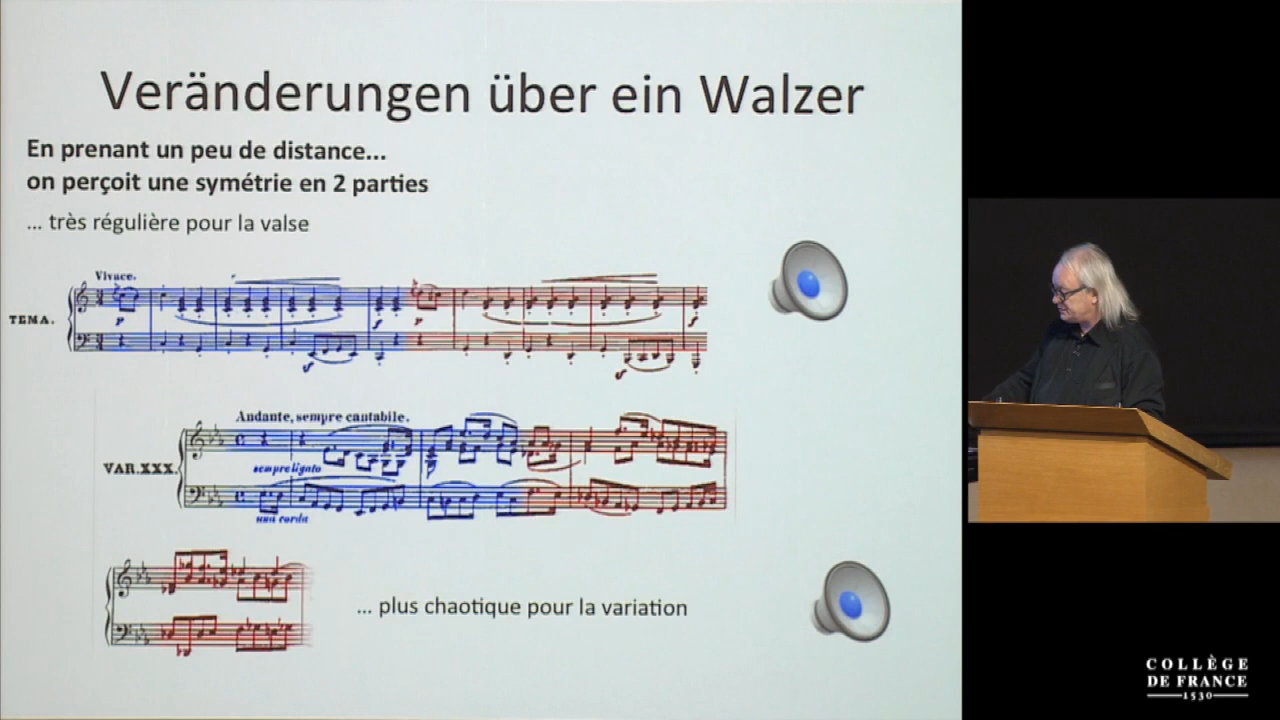 Veränderungen über ein Walzer
En prenant un peu de distance...
on perçoit une symétrie en 2 parties
... très régulière pour la valse
Vivace.
TEMA.
p
p
Andante, sempre cantabile.
VAR.XXX.
sempre ligato
una corda
... plus chaotique pour la variation
COLLÈGE
DE FRANCE
1530